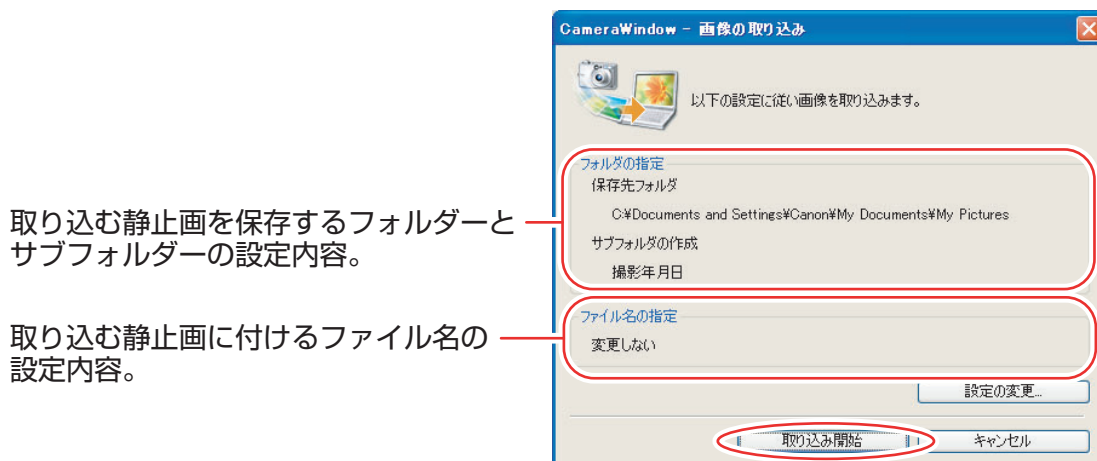 CameraWindow - 画像の取り込み
以下の設定に従い画像を取り込みます。
フォルダの指定
保存先フォルダ
C:¥Documents and Settings¥Canon¥My Documents¥My Pictures
サブフォルダの作成
撮影年月日
取り込む静止画を保存するフォルダーと
サブフォルダーの設定内容。
ファイル名の指定
変更しない
取り込む静止画に付けるファイル名の
設定内容。
設定の変更...
取り込み開始
キャンセル